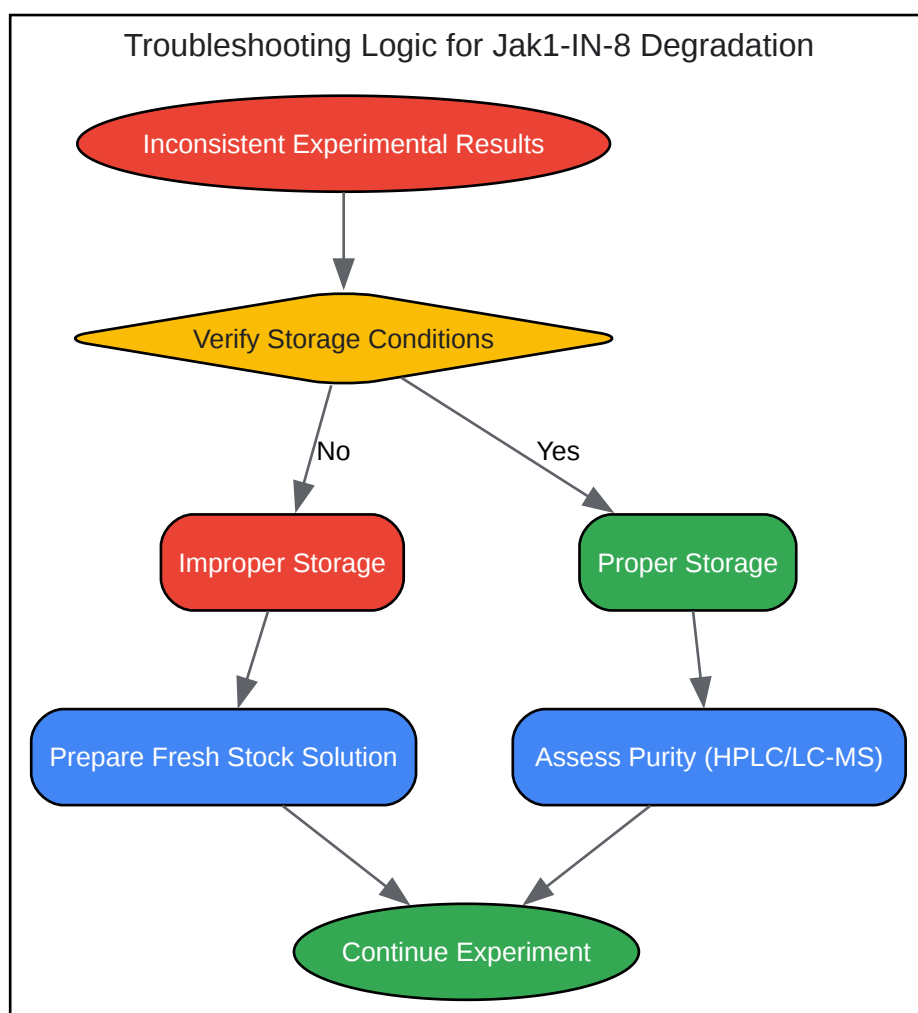 Troubleshooting Logic for Jak1-IN-8 Degradation
Inconsistent Experimental Results
Verify Storage Conditions
No
Yes
Improper Storage
Proper Storage
Prepare Fresh Stock Solution
Assess Purity (HPLC/LC-MS)
Continue Experiment